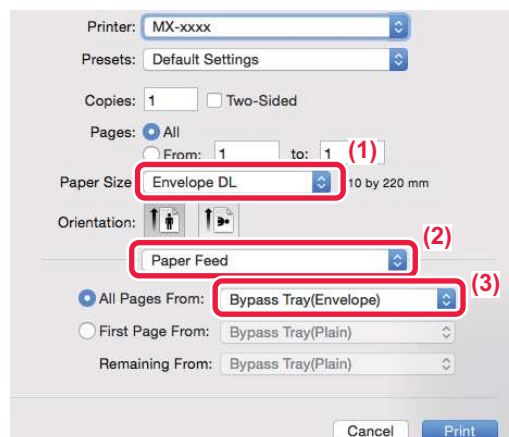 Printer: MX-xxxx
Presets: Default Settings
Copies: 1 Two-Sided
Pages: All
From: 1 to: 1 (1)
Paper Size Envelope DL 10 by 220 mm
Orientation:
(2)
Paper Feed
(3)
All Pages From: Bypass Tray(Envelope)
First Page From: Bypass Tray(Plain)
Remaining From: Bypass Tray(Plain)
Cancel Print